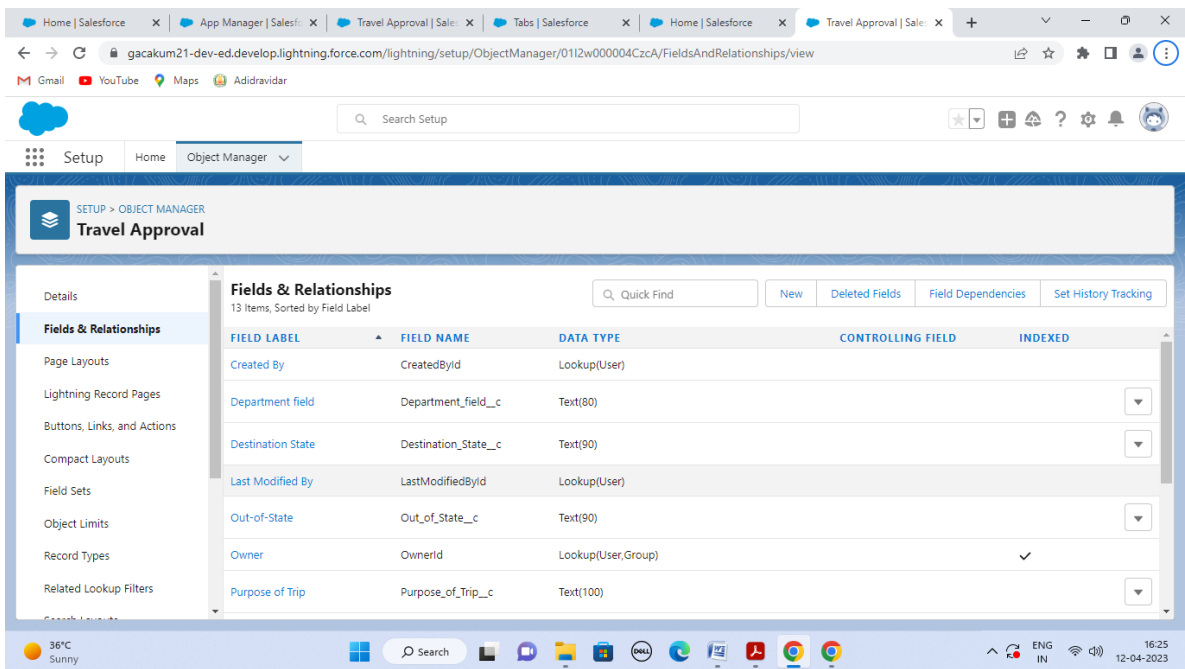 Home | Salesforce
App Manager | Salesfo
Travel Approval | Sales
Tabs | Salesforce
Home | Salesforce
Travel Approval | Sales
gacakum21-dev-ed.develop.lightning.force.com/lightning/setup/ObjectManager/01I2w000004CzcA/FieldsAndRelationships/view
Gmail YouTube Maps Adidravidar
Search Setup
Setup Home Object Manager
SETUP > OBJECT MANAGER
Travel Approval
Details
Fields & Relationships
Page Layouts
Lightning Record Pages
Buttons, Links, and Actions
Compact Layouts
Field Sets
Object Limits
Record Types
Related Lookup Filters
Search Layouts
Fields & Relationships
13 Items, Sorted by Field Label
Quick Find
New
Deleted Fields
Field Dependencies
Set History Tracking
FIELD LABEL FIELD NAME DATA TYPE CONTROLLING FIELD INDEXED
Created By CreatedById Lookup(User)
Department field Department_field__c Text(80)
Destination State Destination_State__c Text(90)
Last Modified By LastModifiedById Lookup(User)
Out-of-State Out_of_State__c Text(90)
Owner OwnerId Lookup(User,Group)
Purpose of Trip Purpose_of_Trip__c Text(100)
36°C
Sunny
Search
DELL
ENG
IN
16:25
12-04-2023